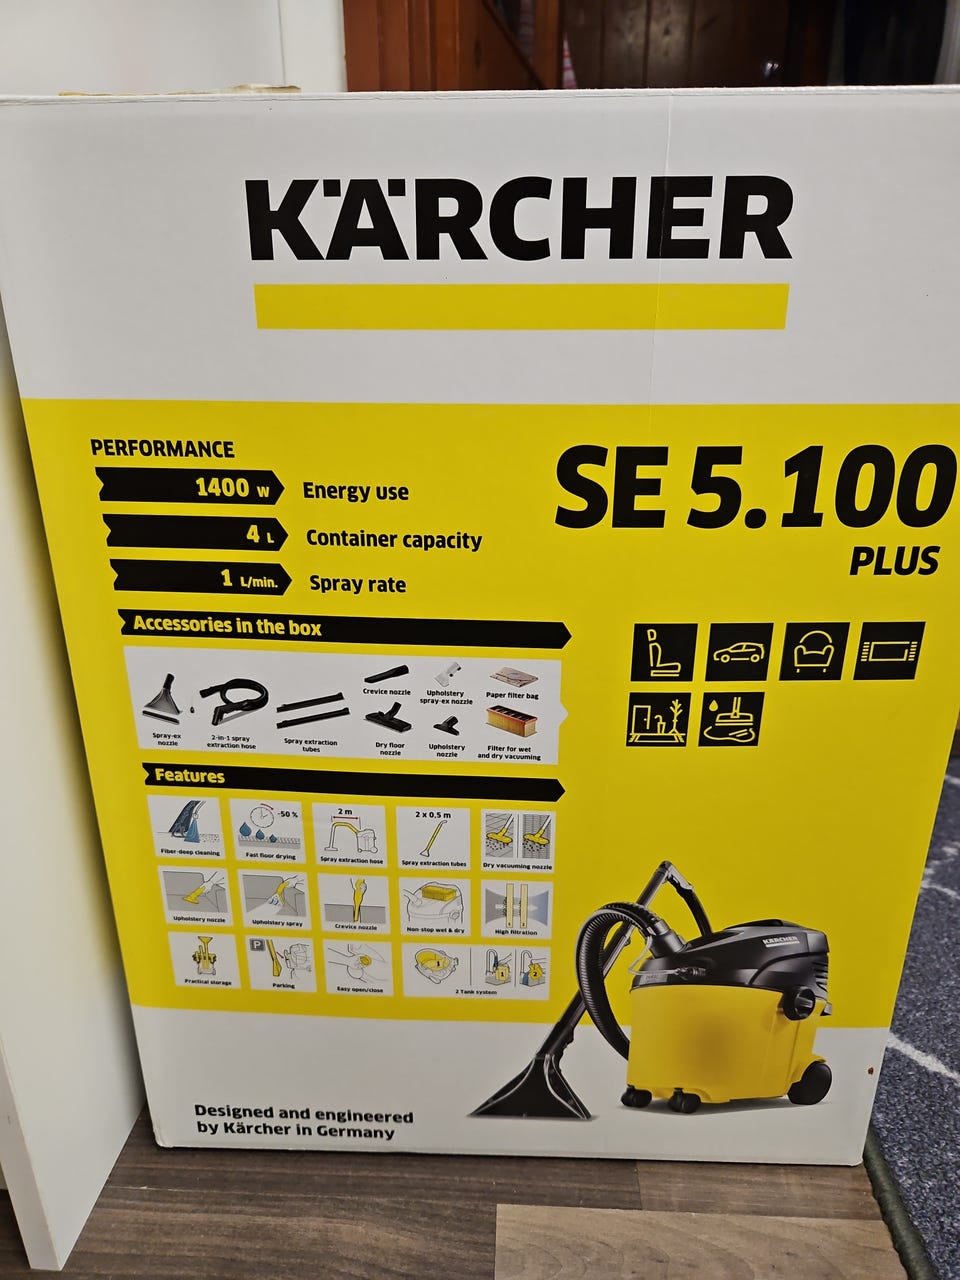 KÄRCHER
PERFORMANCE
1400 W Energy use
4 L Container capacity
1 L/min. Spray rate
SE 5.100
PLUS
Accessories in the box
Spray-ex
nozzle
2-in-1 spray
extraction hose
Spray extraction
tubes
Crevice nozzle
Upholstery
spray-ex nozzle
Paper filter bag
Dry floor
nozzle
Upholstery
nozzle
Filter for wet
and dry vacuuming
Features
-50 %
2 m
2 x 0,5 m
Fiber-deep cleaning
Fast floor drying
Spray extraction hose
Spray extraction tubes
Dry vacuuming nozzle
Upholstery nozzle
Upholstery spray
Crevice nozzle
Non-stop wet & dry
High filtration
P
Practical storage
Parking
Easy open/close
2 Tank system
KÄRCHER
Designed and engineered
by Kärcher in Germany